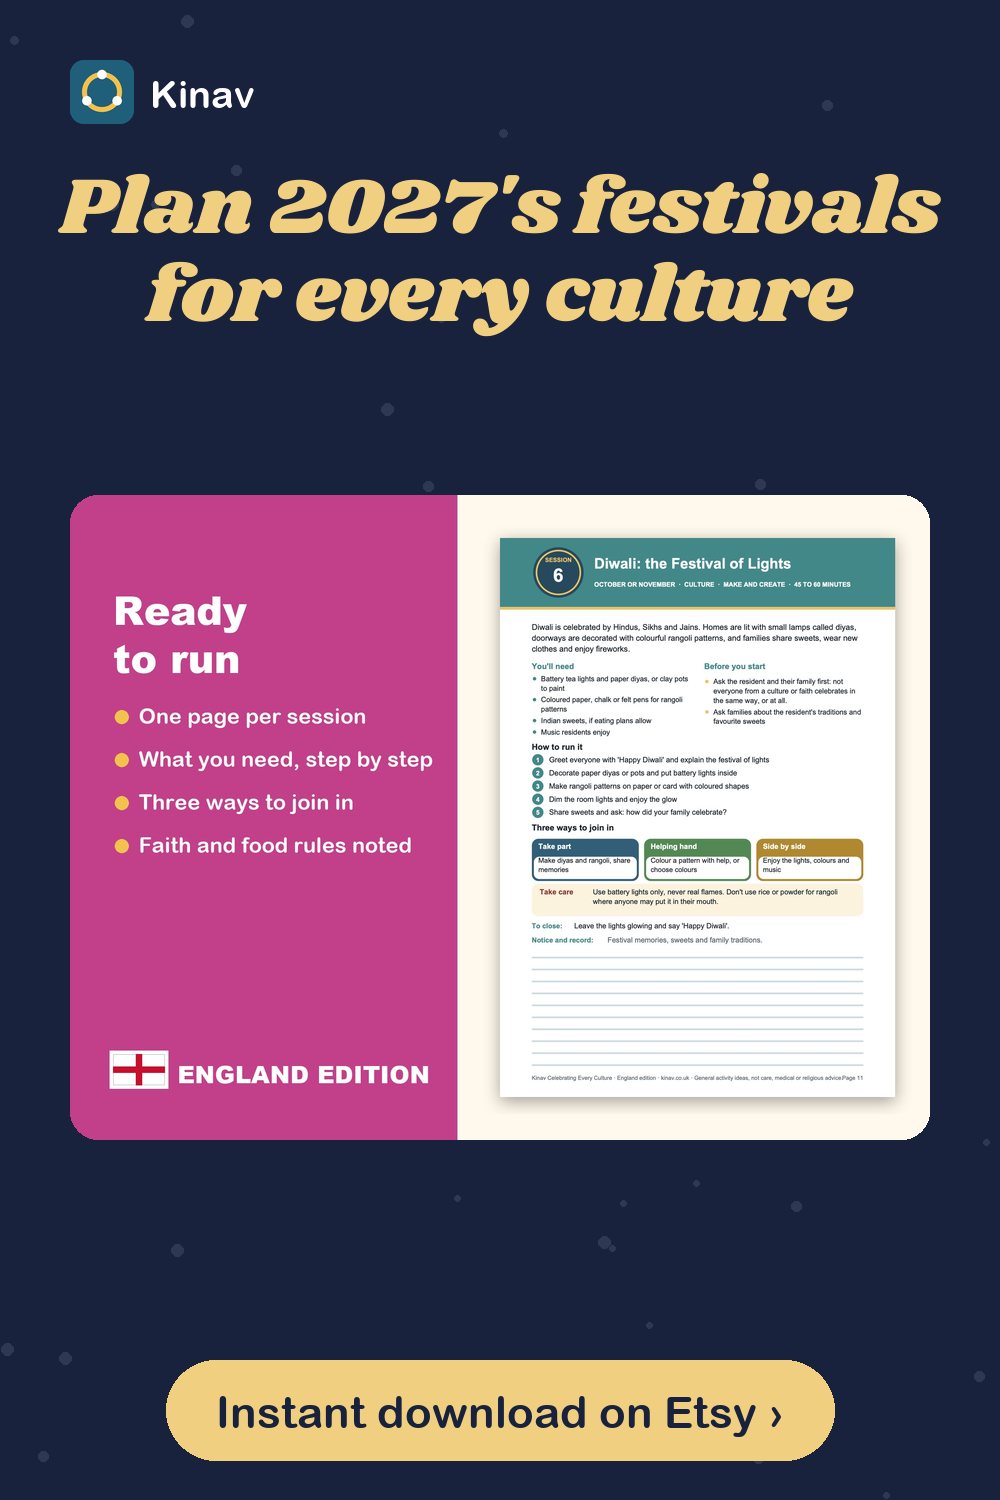 Kinav
Plan 2027's festivals
for every culture
Ready
to run
One page per session
What you need, step by step
Three ways to join in
Faith and food rules noted
ENGLAND EDITION
SESSION
6
Diwali: the Festival of Lights
OCTOBER OR NOVEMBER · CULTURE · MAKE AND CREATE · 45 TO 60 MINUTES
Diwali is celebrated by Hindus, Sikhs and Jains. Homes are lit with small lamps called diyas,
doorways are decorated with colourful rangoli patterns, and families share sweets, wear new
clothes and enjoy fireworks.
You'll need
Battery tea lights and paper diyas, or clay pots
to paint
Coloured paper, chalk or felt pens for rangoli
patterns
Indian sweets, if eating plans allow
Music residents enjoy
Before you start
Ask the resident and their family first: not
everyone from a culture or faith celebrates in
the same way, or at all.
Ask families about the resident's traditions and
favourite sweets
How to run it
1 Greet everyone with 'Happy Diwali' and explain the festival of lights
2 Decorate paper diyas or pots and put battery lights inside
3 Make rangoli patterns on paper or card with coloured shapes
4 Dim the room lights and enjoy the glow
5 Share sweets and ask: how did your family celebrate?
Three ways to join in
Take part
Make diyas and rangoli, share
memories
Helping hand
Colour a pattern with help, or
choose colours
Side by side
Enjoy the lights, colours and
music
Take care
Use battery lights only, never real flames. Don't use rice or powder for rangoli
where anyone may put it in their mouth.
To close: Leave the lights glowing and say 'Happy Diwali'.
Notice and record: Festival memories, sweets and family traditions.
Kinav Celebrating Every Culture · England edition · kinav.co.uk · General activity ideas, not care, medical or religious advice.Page 11
Instant download on Etsy ›